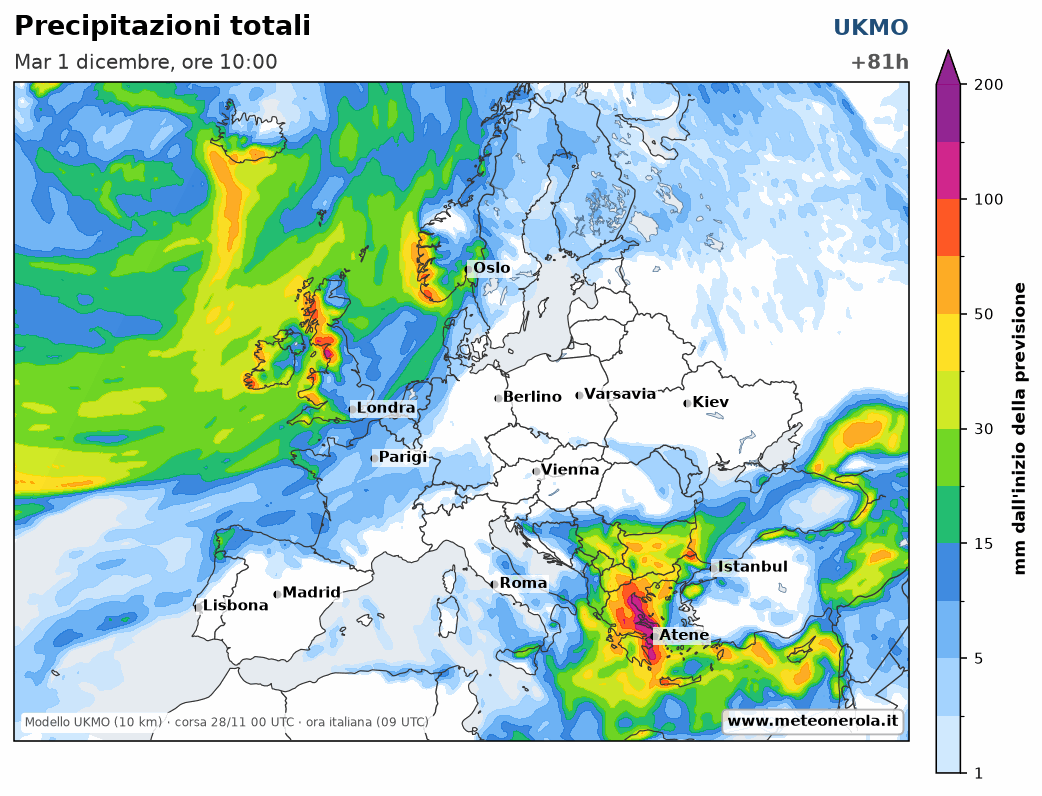 Precipitazioni totali
UKMO
Mar 1 dicembre, ore 10:00
+81h
200
100
50
30
15
5
1
mm dall'inizio della previsione
Oslo
Londra
Berlino
Varsavia
Kiev
Parigi
Vienna
Istanbul
Roma
Madrid
Lisbona
Atene
Modello UKMO (10 km) · corsa 28/11 00 UTC · ora italiana (09 UTC)
www.meteonerola.it